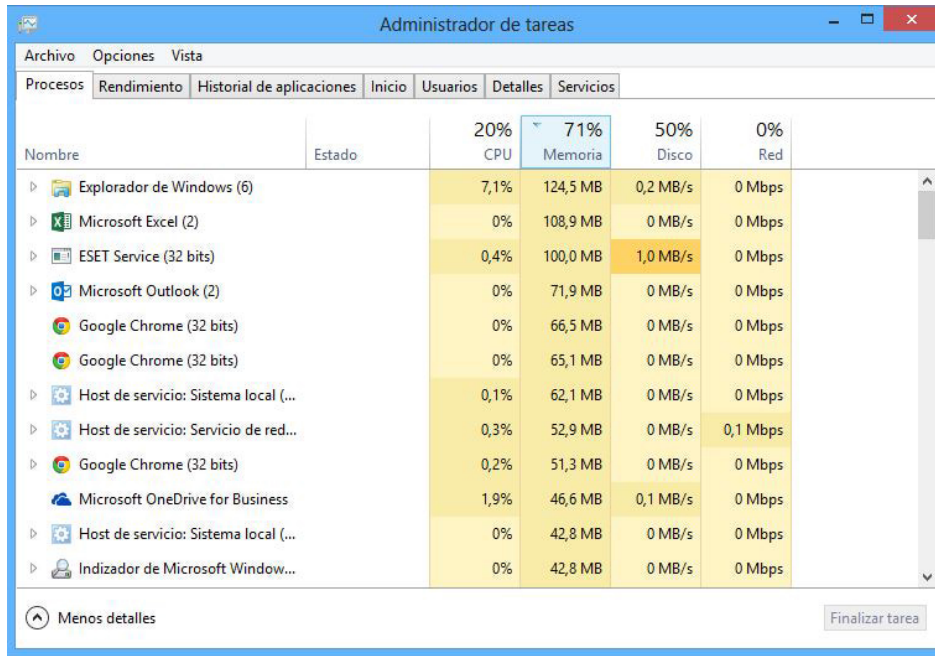 Administrador de tareas
Archivo Opciones Vista
Procesos Rendimiento Historial de aplicaciones Inicio Usuarios Detalles Servicios
20% 71% 50% 0%
Nombre Estado CPU Memoria Disco Red
Explorador de Windows (6) 7,1% 124,5 MB 0,2 MB/s 0 Mbps
Microsoft Excel (2) 0% 108,9 MB 0 MB/s 0 Mbps
ESET Service (32 bits) 0,4% 100,0 MB 1,0 MB/s 0 Mbps
Microsoft Outlook (2) 0% 71,9 MB 0 MB/s 0 Mbps
Google Chrome (32 bits) 0% 66,5 MB 0 MB/s 0 Mbps
Google Chrome (32 bits) 0% 65,1 MB 0 MB/s 0 Mbps
Host de servicio: Sistema local (... 0,1% 62,1 MB 0 MB/s 0 Mbps
Host de servicio: Servicio de red... 0,3% 52,9 MB 0 MB/s 0,1 Mbps
Google Chrome (32 bits) 0,2% 51,3 MB 0 MB/s 0 Mbps
Microsoft OneDrive for Business 1,9% 46,6 MB 0,1 MB/s 0 Mbps
Host de servicio: Sistema local (... 0% 42,8 MB 0 MB/s 0 Mbps
Indizador de Microsoft Window... 0% 42,8 MB 0 MB/s 0 Mbps
Menos detalles Finalizar tarea